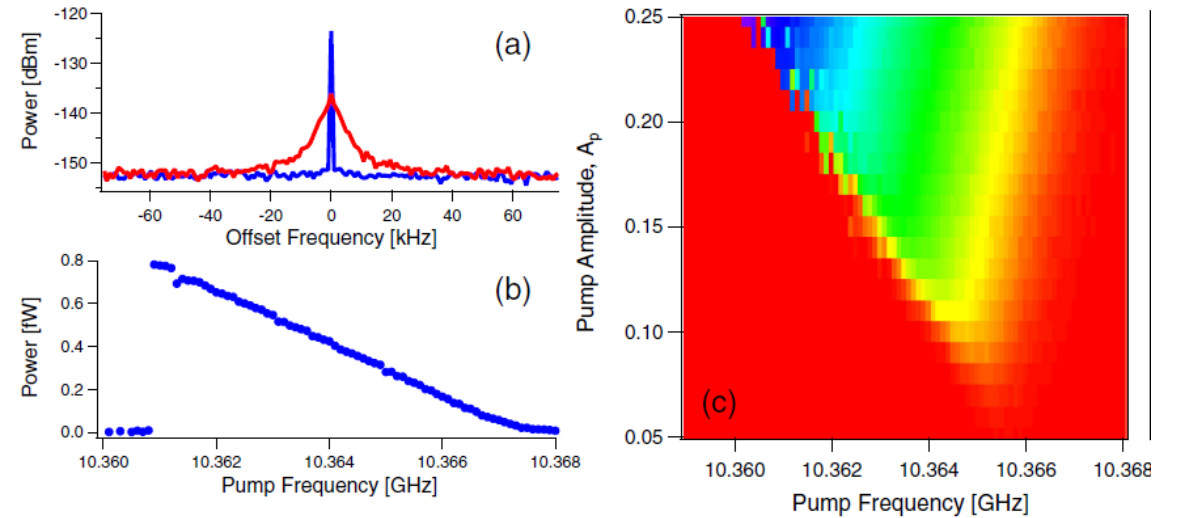 -120
-130
-140
-150
Power [dBm]
(a)
-60 -40 -20 0 20 40 60
Offset Frequency [kHz]
0.8
0.6
0.4
0.2
0.0
Power [fW]
(b)
10.360 10.362 10.364 10.366 10.368
Pump Frequency [GHz]
0.25
0.20
0.15
0.10
0.05
Pump Amplitude, Ap
(c)
10.360 10.362 10.364 10.366 10.368
Pump Frequency [GHz]